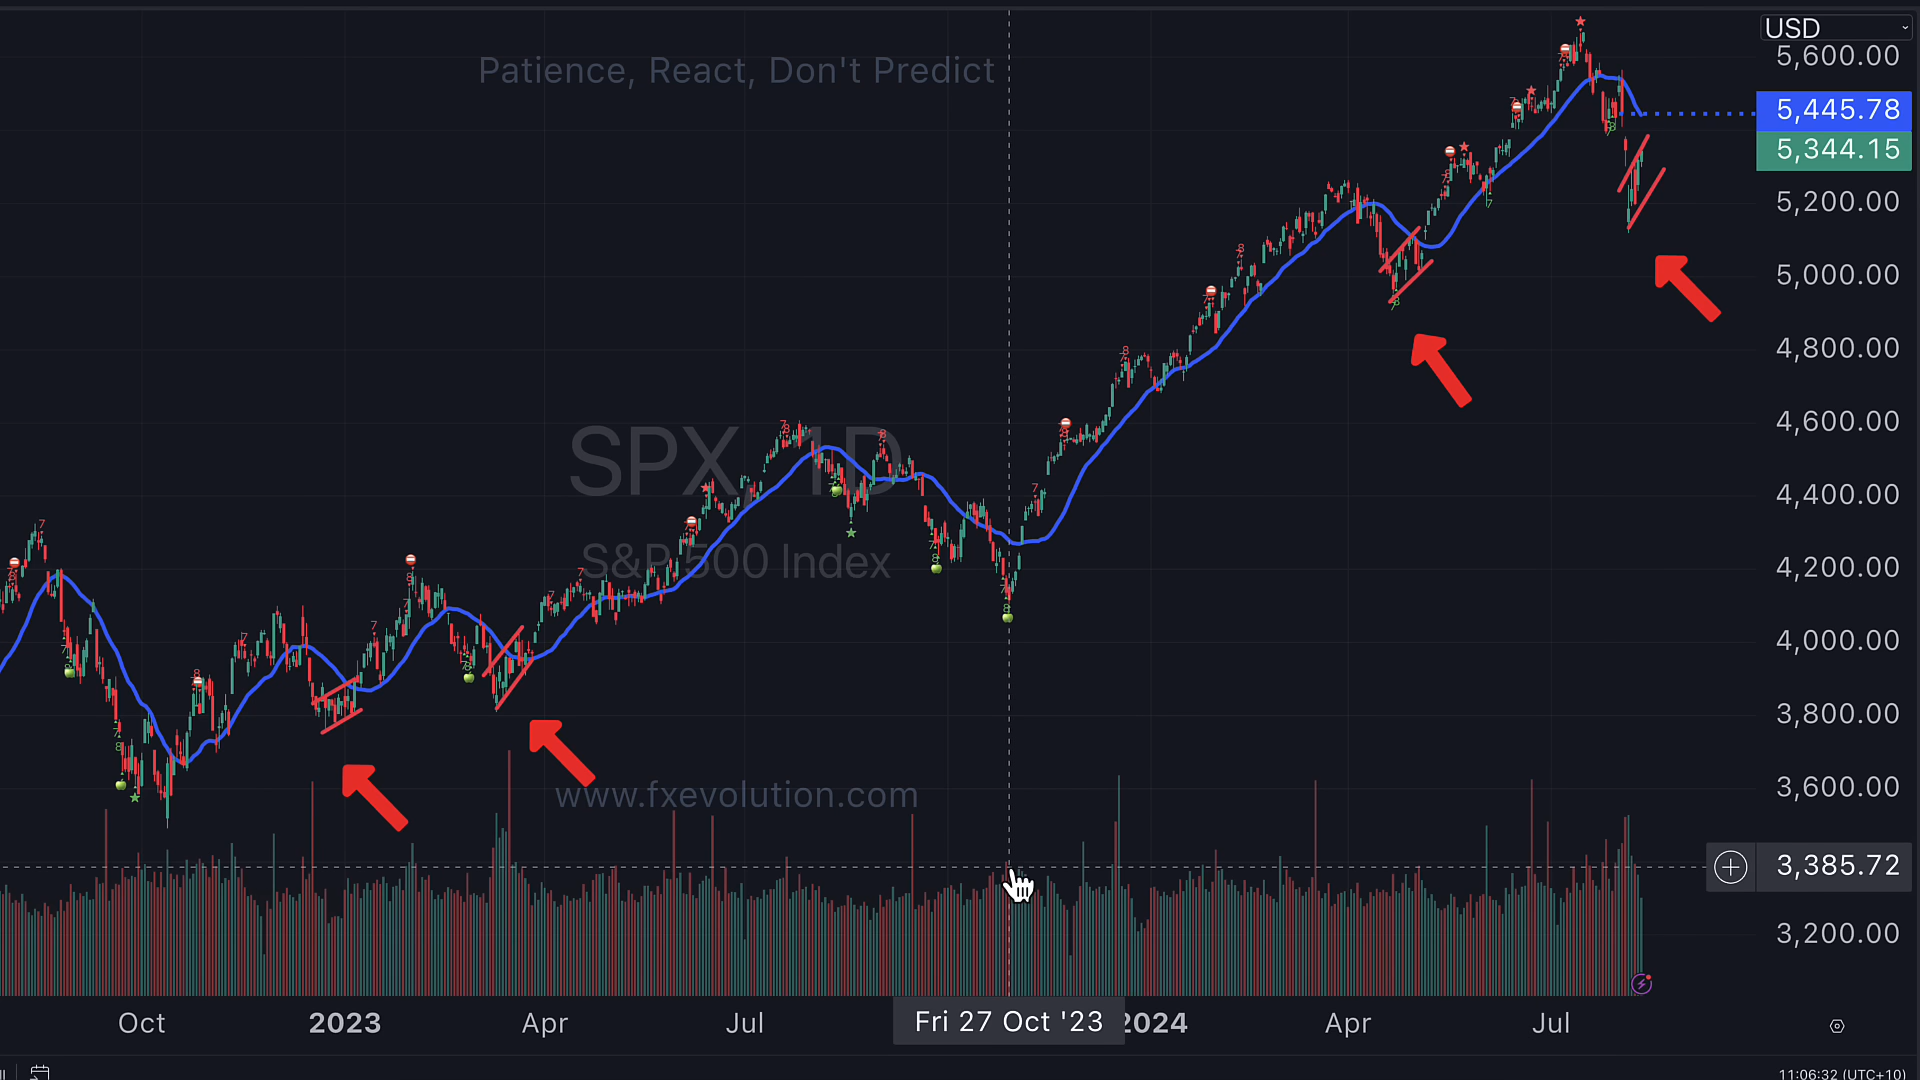 USD
Patience, React, Don't Predict
5,600.00
5,445.78
5,344.15
5,200.00
5,000.00
4,800.00
4,600.00
SPX, 1D
4,400.00
S&P 500 Index
4,200.00
4,000.00
3,800.00
www.fxevolution.com
3,600.00
3,385.72
3,200.00
Oct 2023 Apr Jul Fri 27 Oct '23 2024 Apr Jul
11:06:32 (UTC+10)